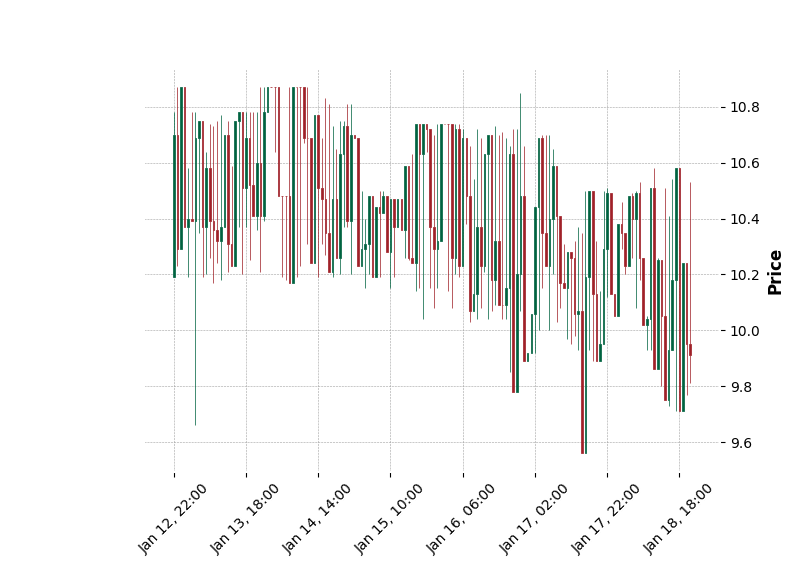 10.8
10.6
10.4
10.2
10.0
9.8
9.6
Price
Jan 12, 22:00
Jan 13, 18:00
Jan 14, 14:00
Jan 15, 10:00
Jan 16, 06:00
Jan 17, 02:00
Jan 17, 22:00
Jan 18, 18:00